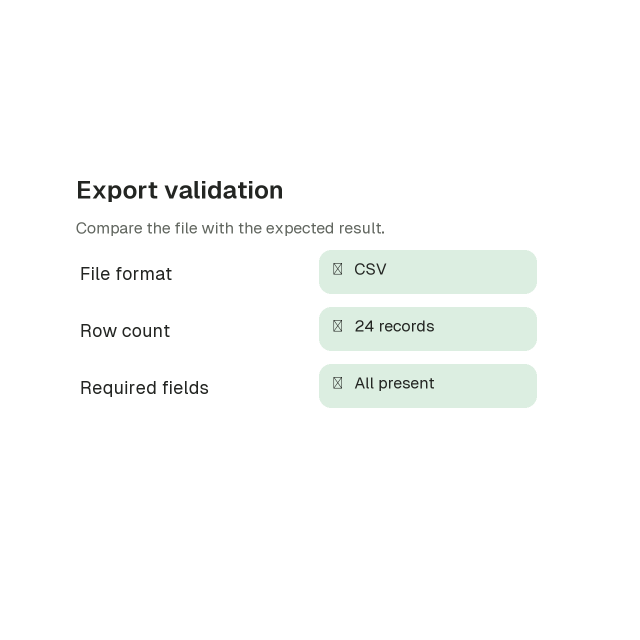 Export validation
Compare the file with the expected result.
File format
CSV
Row count
24 records
Required fields
All present